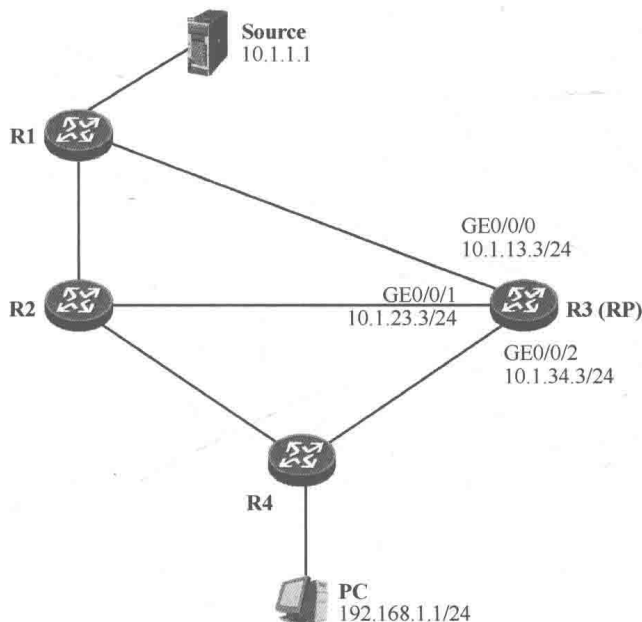 Source
10.1.1.1
R1
GE0/0/0
10.1.13.3/24
R2
GE0/0/1
10.1.23.3/24
R3 (RP)
GE0/0/2
10.1.34.3/24
R4
PC
192.168.1.1/24